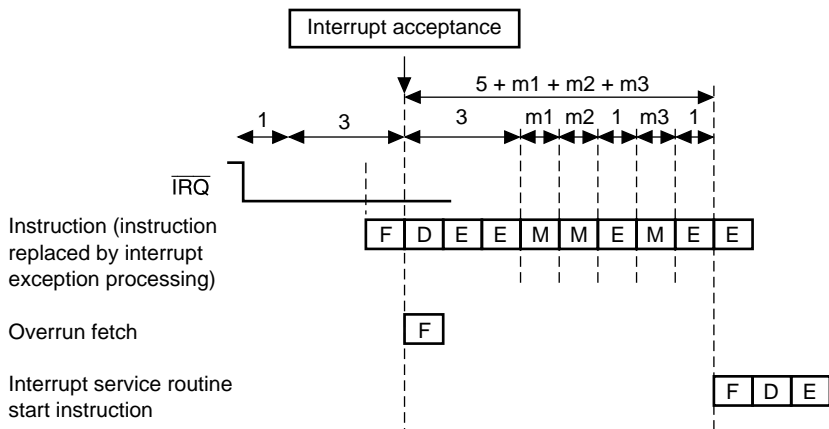 Interrupt acceptance
5 + m1 + m2 + m3
1 3 3 m1 m2 1 m3 1
IRQ
Instruction (instruction
replaced by interrupt
exception processing)
F D E E M M E M E E
Overrun fetch
F
Interrupt service routine
start instruction
F D E